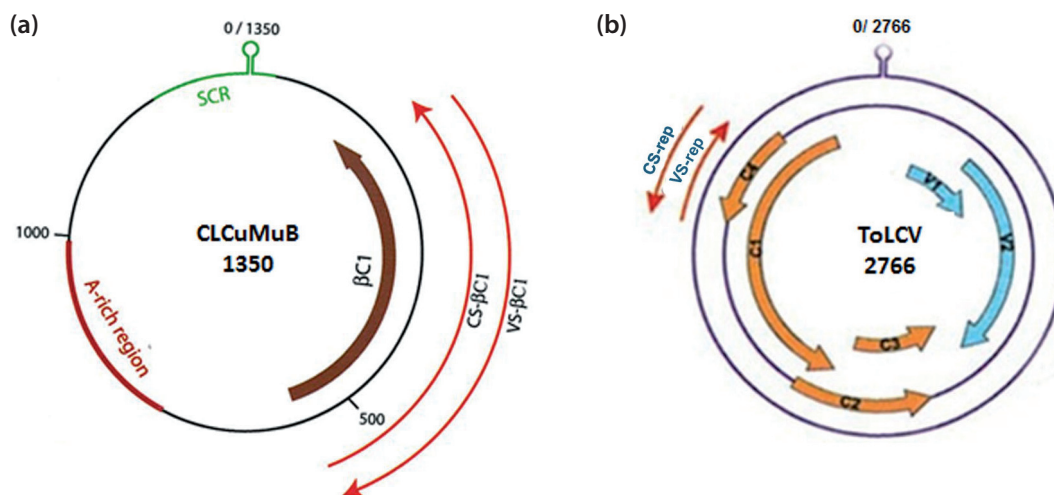 (a)
0 / 1350
SCR
1000
CLCuMuB
1350
βC1
A-rich region
500
CS-βC1
VS-βC1
(b)
0/ 2766
CS-rep
VS-rep
C4
C1
V1
V2
ToLCV
2766
C3
C2